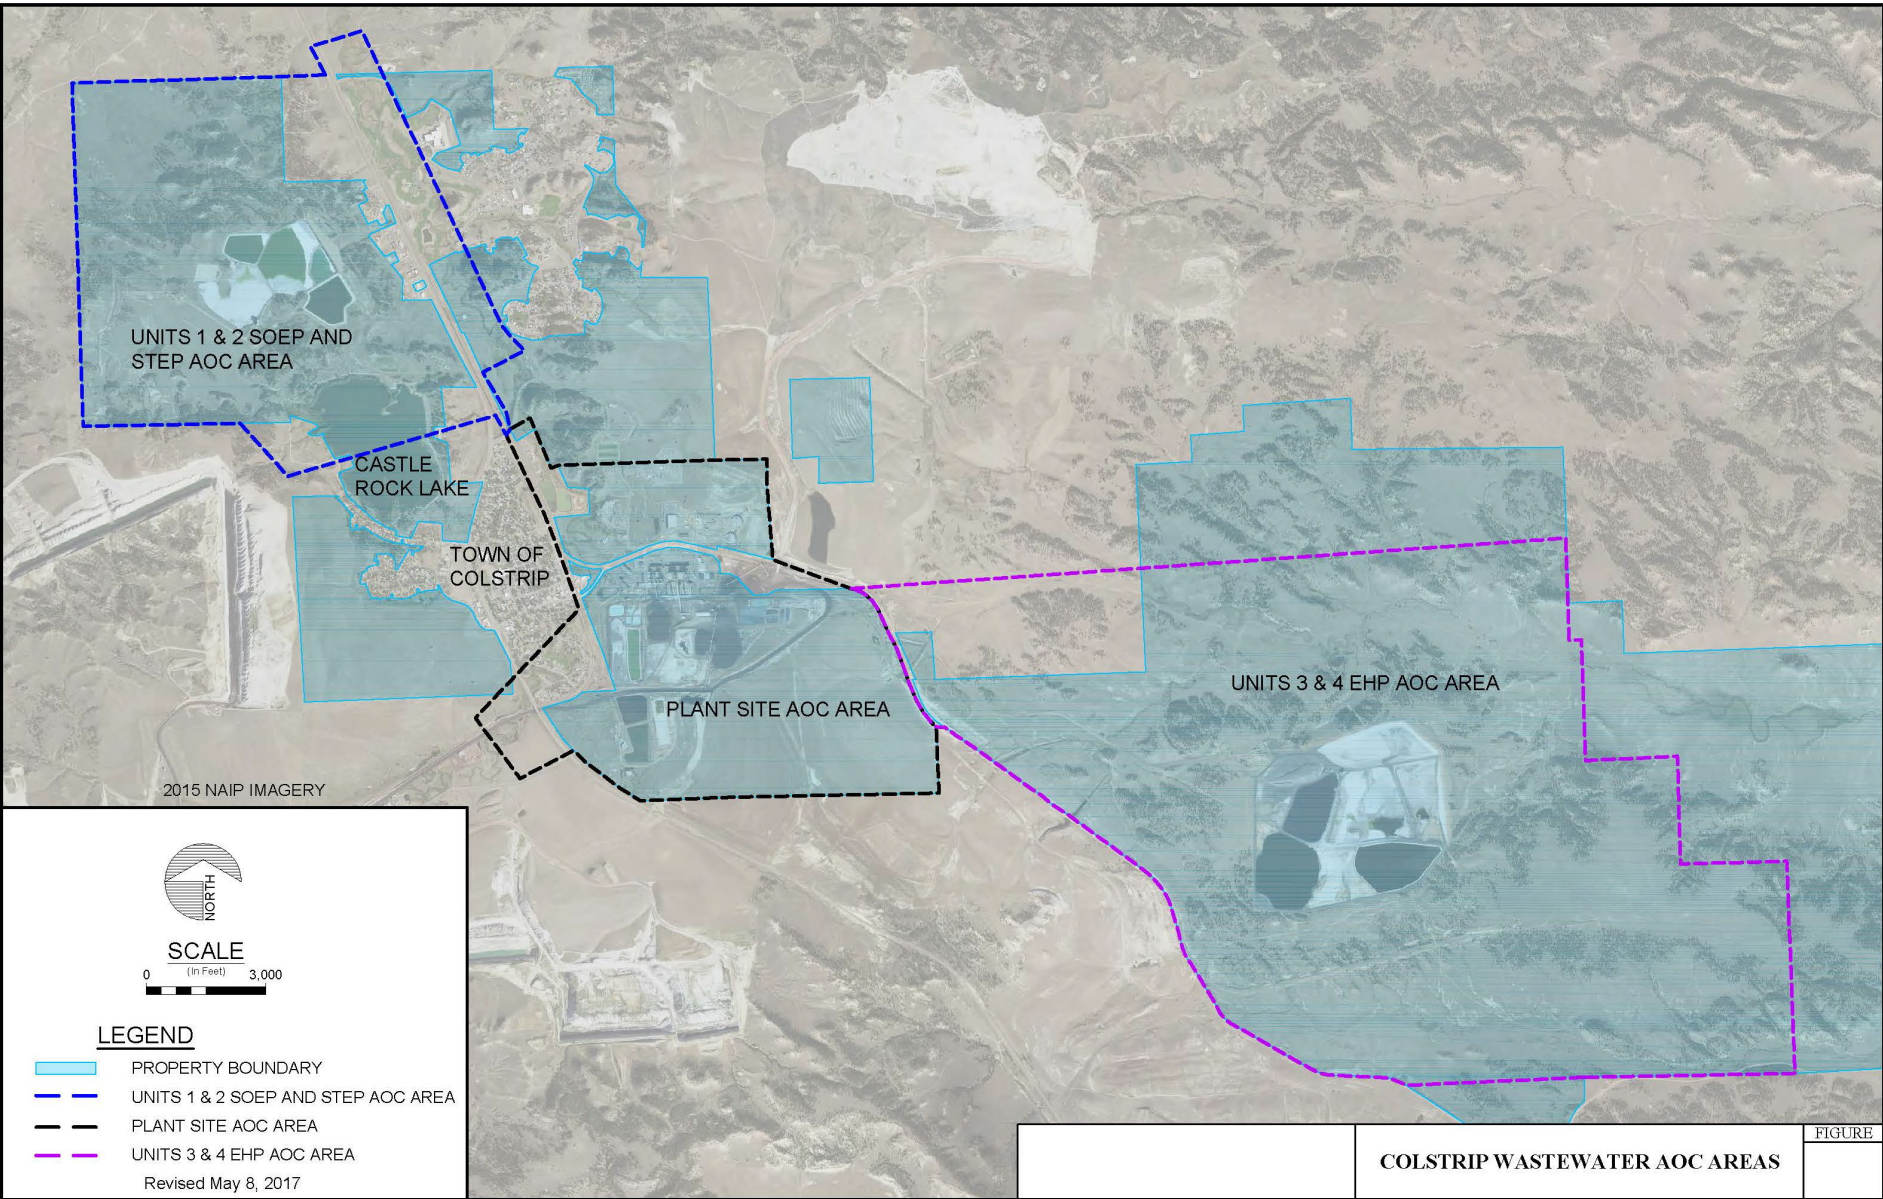 UNITS 1 & 2 SOEP AND
STEP AOC AREA
CASTLE
ROCK LAKE
TOWN OF
COLSTRIP
PLANT SITE AOC AREA
UNITS 3 & 4 EHP AOC AREA
2015 NAIP IMAGERY
NORTH
SCALE
(In Feet)
0 3,000
LEGEND
PROPERTY BOUNDARY
UNITS 1 & 2 SOEP AND STEP AOC AREA
PLANT SITE AOC AREA
UNITS 3 & 4 EHP AOC AREA
Revised May 8, 2017
COLSTRIP WASTEWATER AOC AREAS
FIGURE